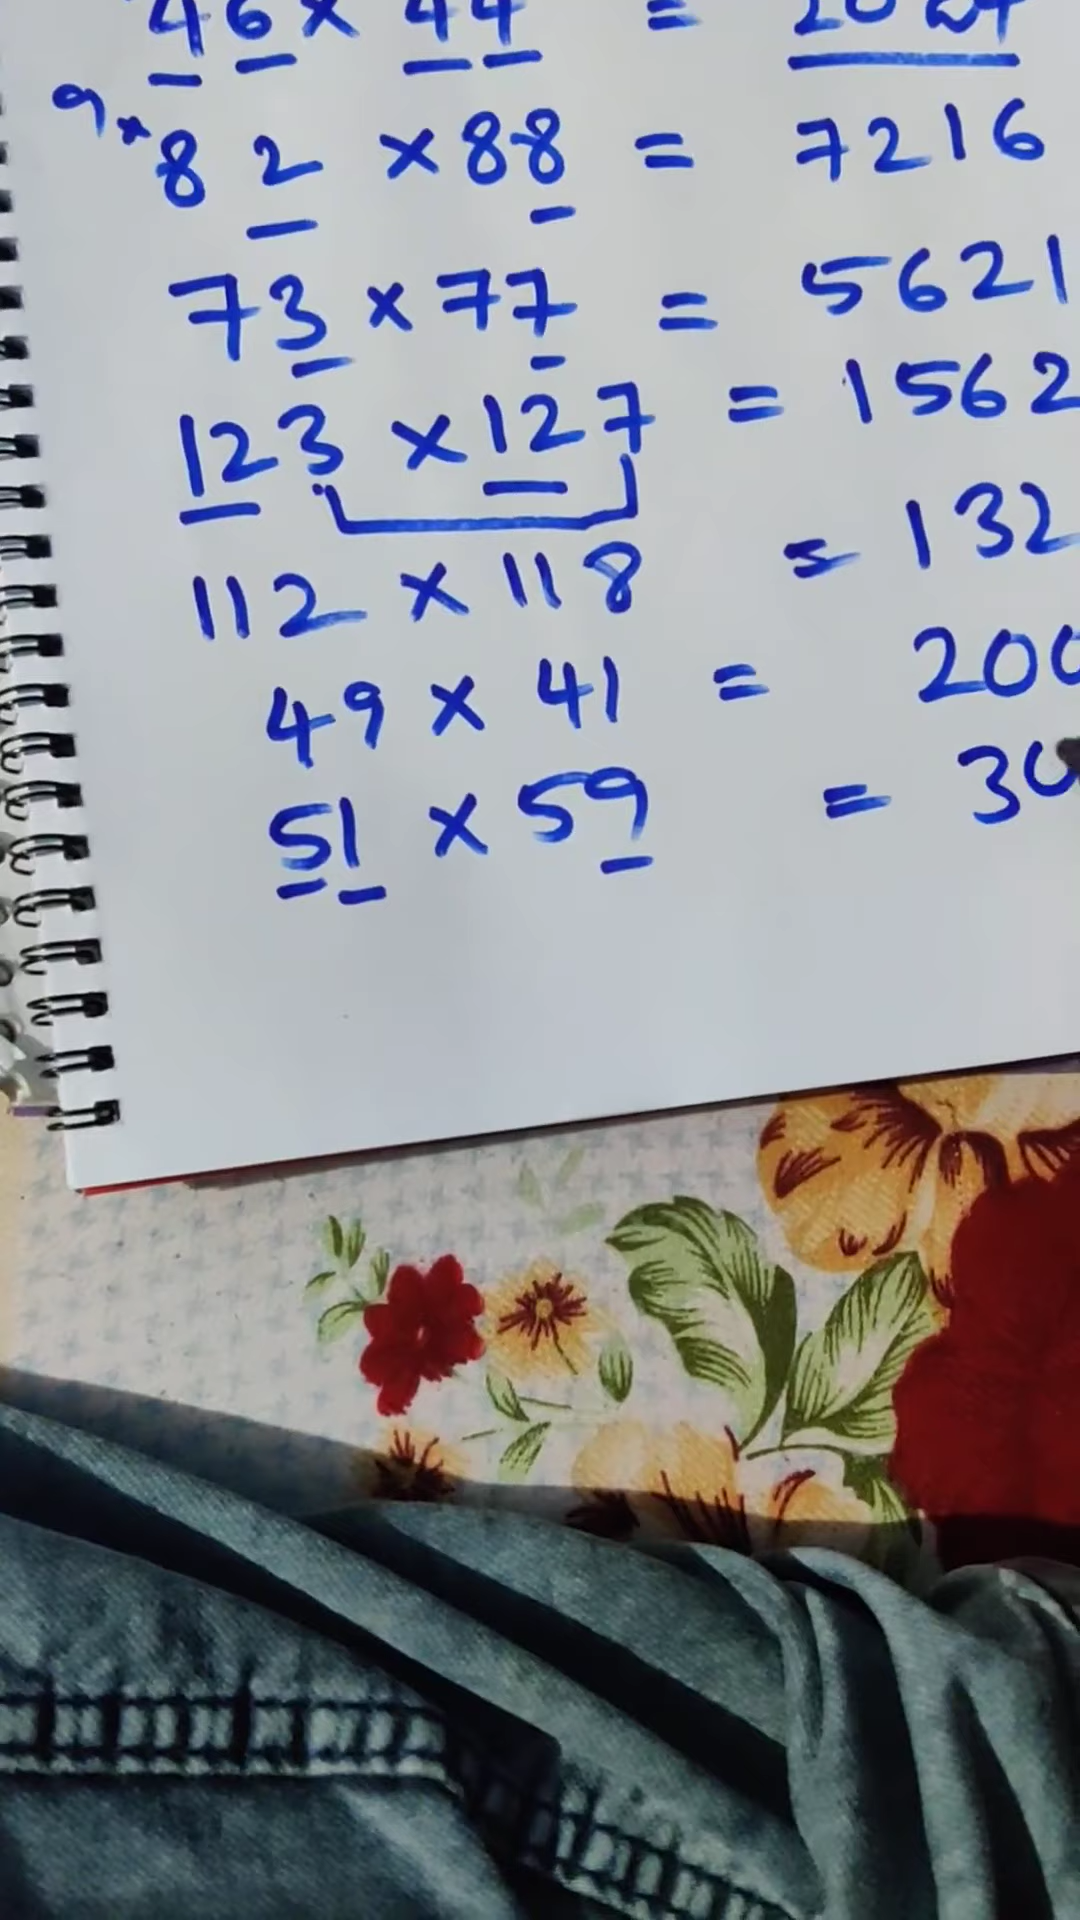 46 × 44 = 2024
9×
82 × 88 = 7216
73 × 77 = 5621
123 × 127 = 1562
112 × 118 = 132
49 × 41 = 200
51 × 59 = 30